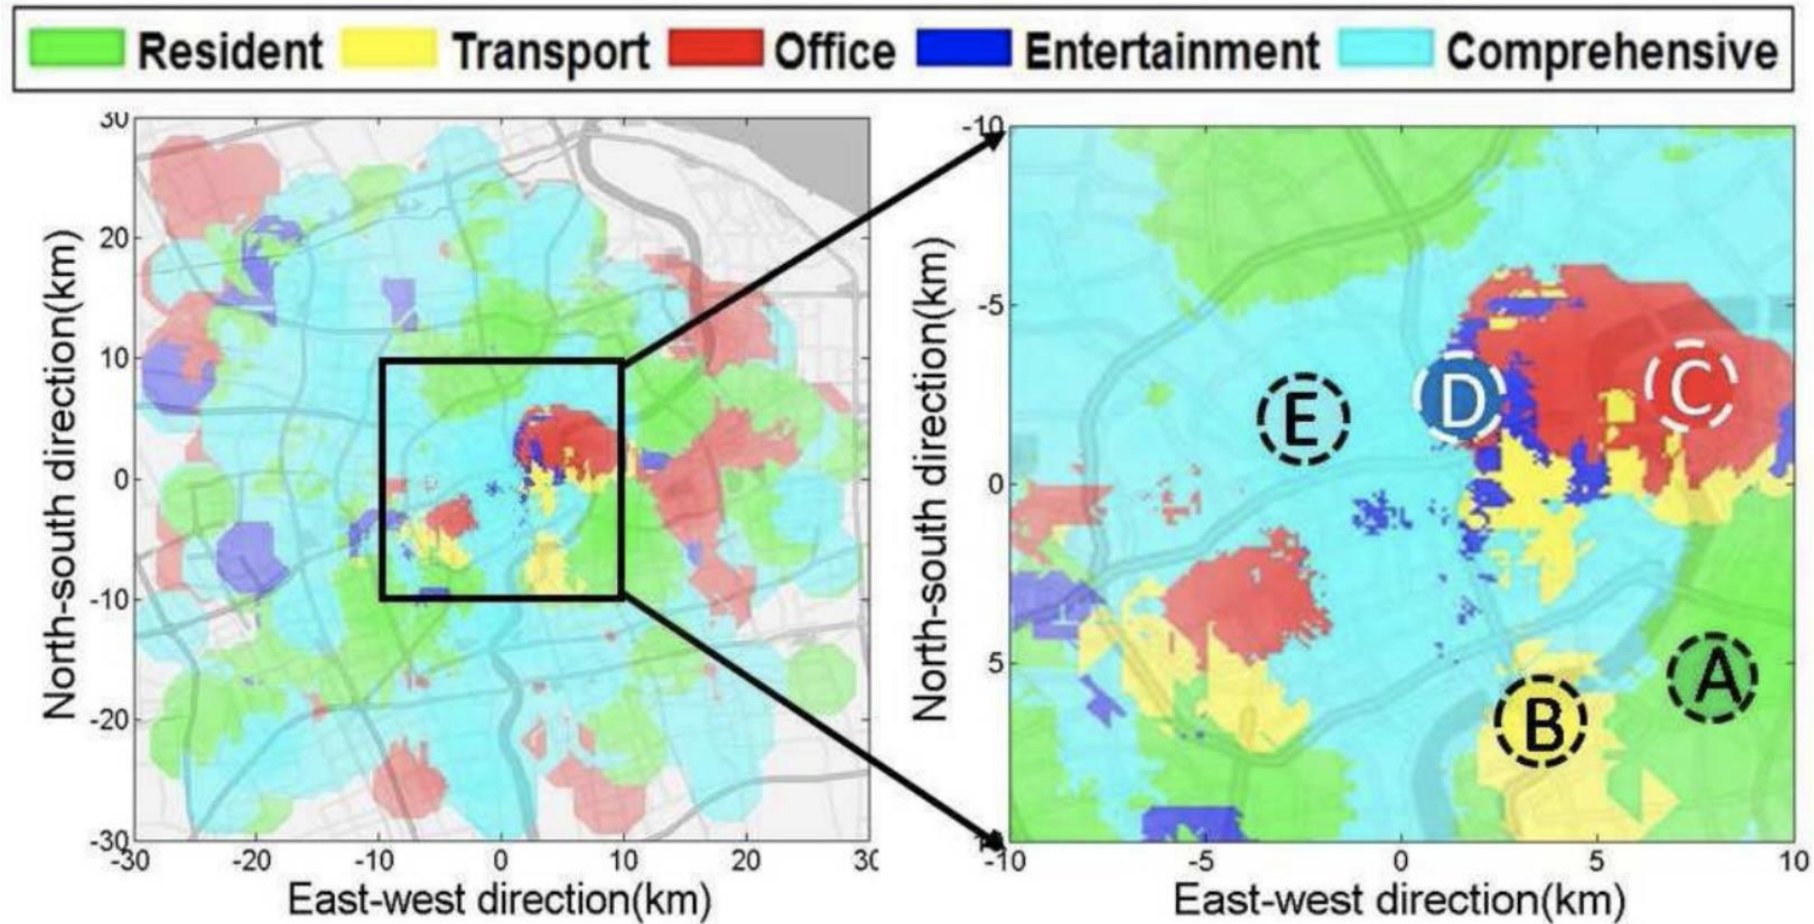 Resident Transport Office Entertainment Comprehensive
30
20
10
0
-10
-20
-30
-30 -20 -10 0 10 20 30
North-south direction(km)
East-west direction(km)
-10
-5
0
5
-10 -5 0 5 10
North-south direction(km)
East-west direction(km)
C
D
E
A
B